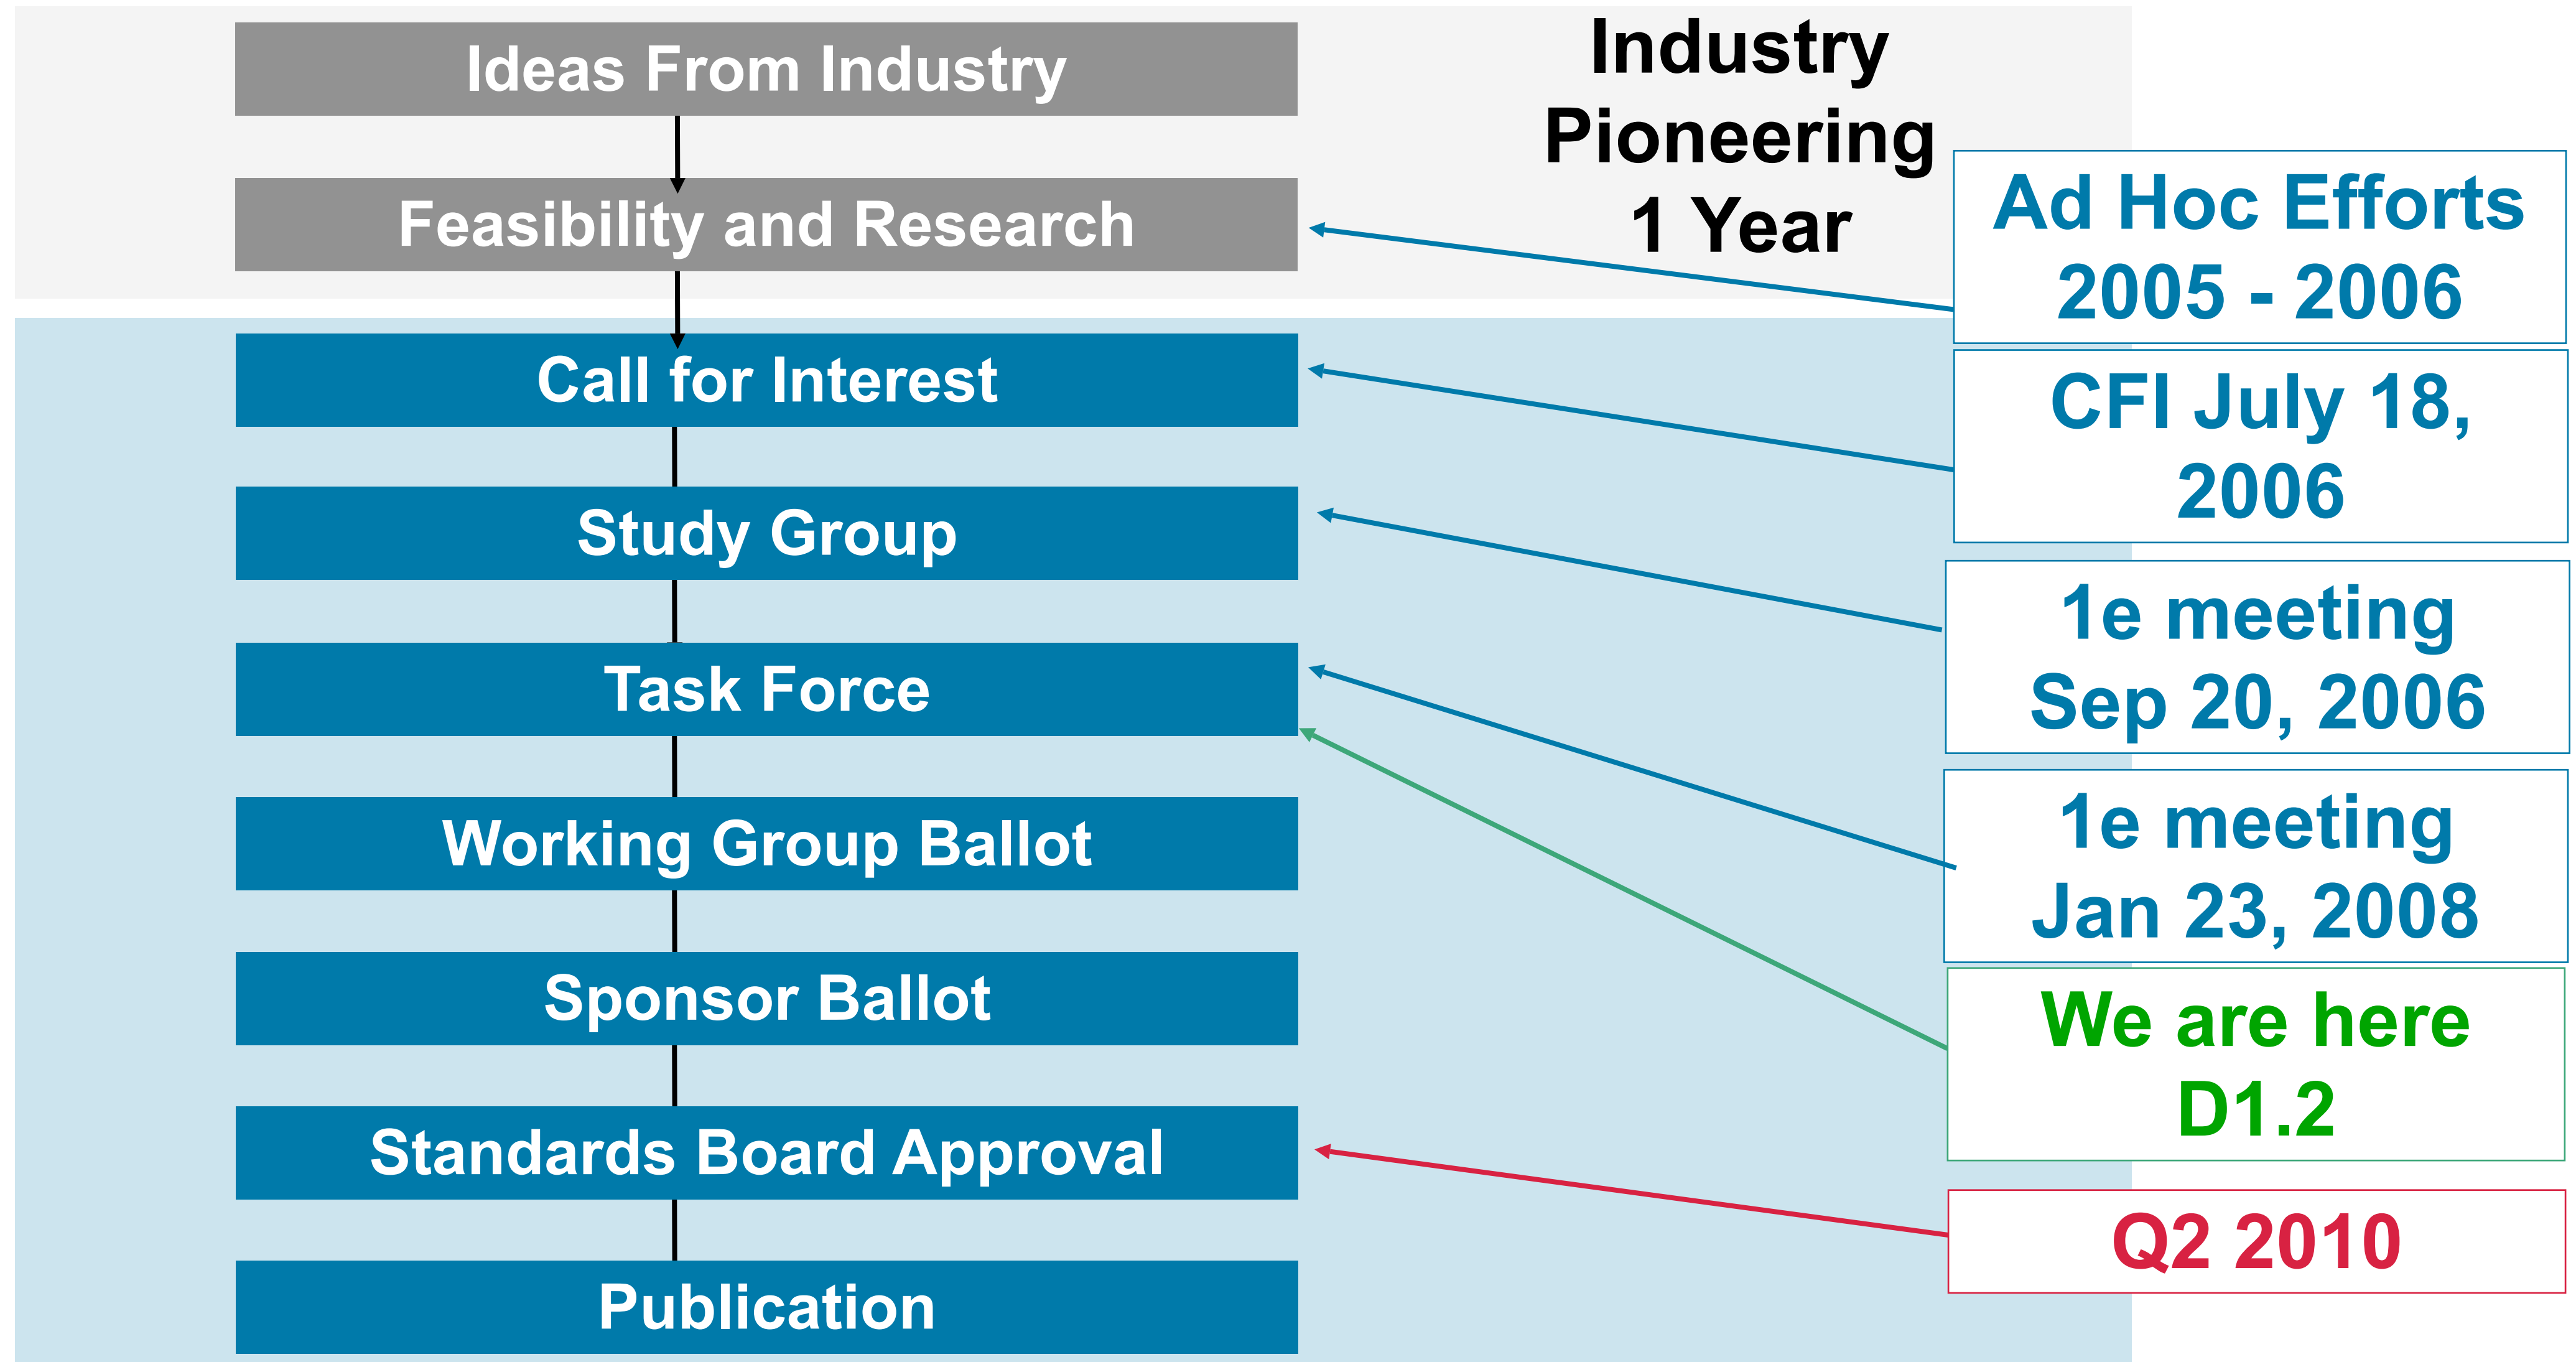 Ideas From Industry
Feasibility and Research
Industry
Pioneering
1 Year
Call for Interest
Study Group
Task Force
Working Group Ballot
Sponsor Ballot
Standards Board Approval
Publication
Ad Hoc Efforts
2005 - 2006
CFI July 18,
2006
1e meeting
Sep 20, 2006
1e meeting
Jan 23, 2008
We are here
D1.2
Q2 2010